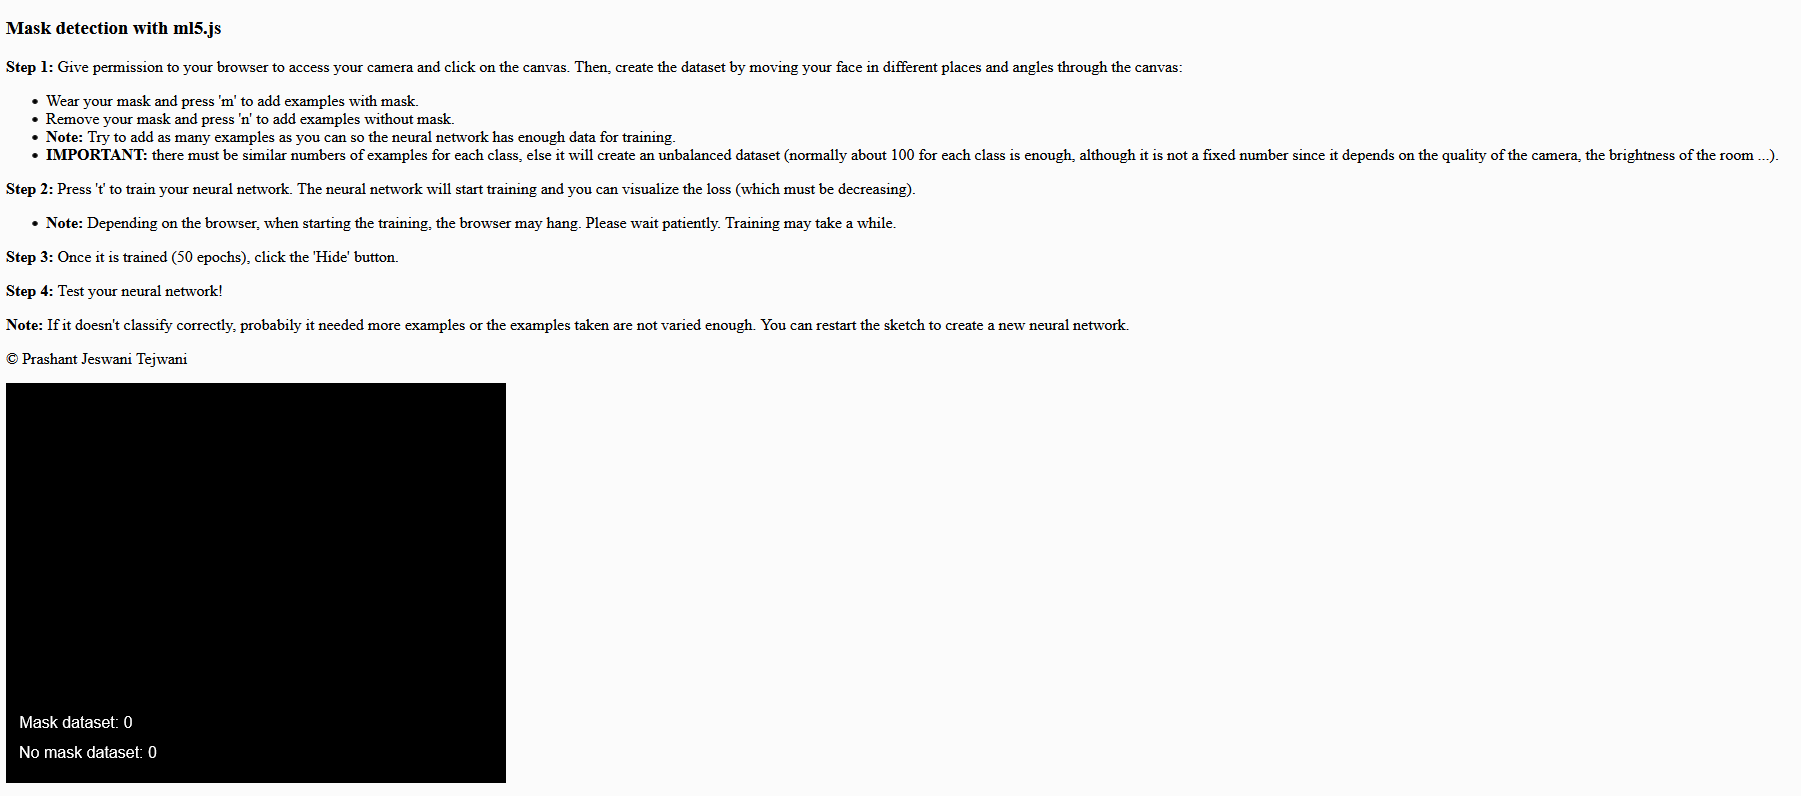 Mask detection with ml5.js
Step 1: Give permission to your browser to access your camera and click on the canvas. Then, create the dataset by moving your face in different places and angles through the canvas:
• Wear your mask and press 'm' to add examples with mask.
• Remove your mask and press 'n' to add examples without mask.
• Note: Try to add as many examples as you can so the neural network has enough data for training.
• IMPORTANT: there must be similar numbers of examples for each class, else it will create an unbalanced dataset (normally about 100 for each class is enough, although it is not a fixed number since it depends on the quality of the camera, the brightness of the room ...).
Step 2: Press 't' to train your neural network. The neural network will start training and you can visualize the loss (which must be decreasing).
• Note: Depending on the browser, when starting the training, the browser may hang. Please wait patiently. Training may take a while.
Step 3: Once it is trained (50 epochs), click the 'Hide' button.
Step 4: Test your neural network!
Note: If it doesn't classify correctly, probabily it needed more examples or the examples taken are not varied enough. You can restart the sketch to create a new neural network.
© Prashant Jeswani Tejwani
Mask dataset: 0
No mask dataset: 0